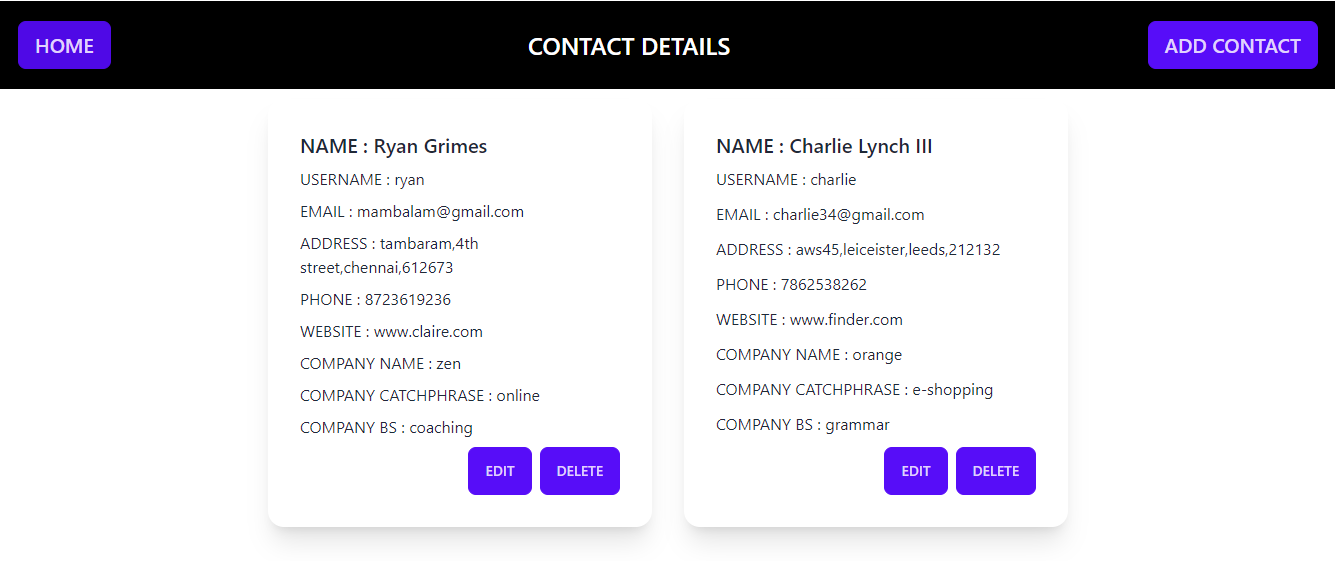 HOME
CONTACT DETAILS
ADD CONTACT
NAME : Ryan Grimes
USERNAME : ryan
EMAIL : mambalam@gmail.com
ADDRESS : tambaram,4th
street,chennai,612673
PHONE : 8723619236
WEBSITE : www.claire.com
COMPANY NAME : zen
COMPANY CATCHPHRASE : online
COMPANY BS : coaching
EDIT
DELETE
NAME : Charlie Lynch III
USERNAME : charlie
EMAIL : charlie34@gmail.com
ADDRESS : aws45,leiceister,leeds,212132
PHONE : 7862538262
WEBSITE : www.finder.com
COMPANY NAME : orange
COMPANY CATCHPHRASE : e-shopping
COMPANY BS : grammar
EDIT
DELETE